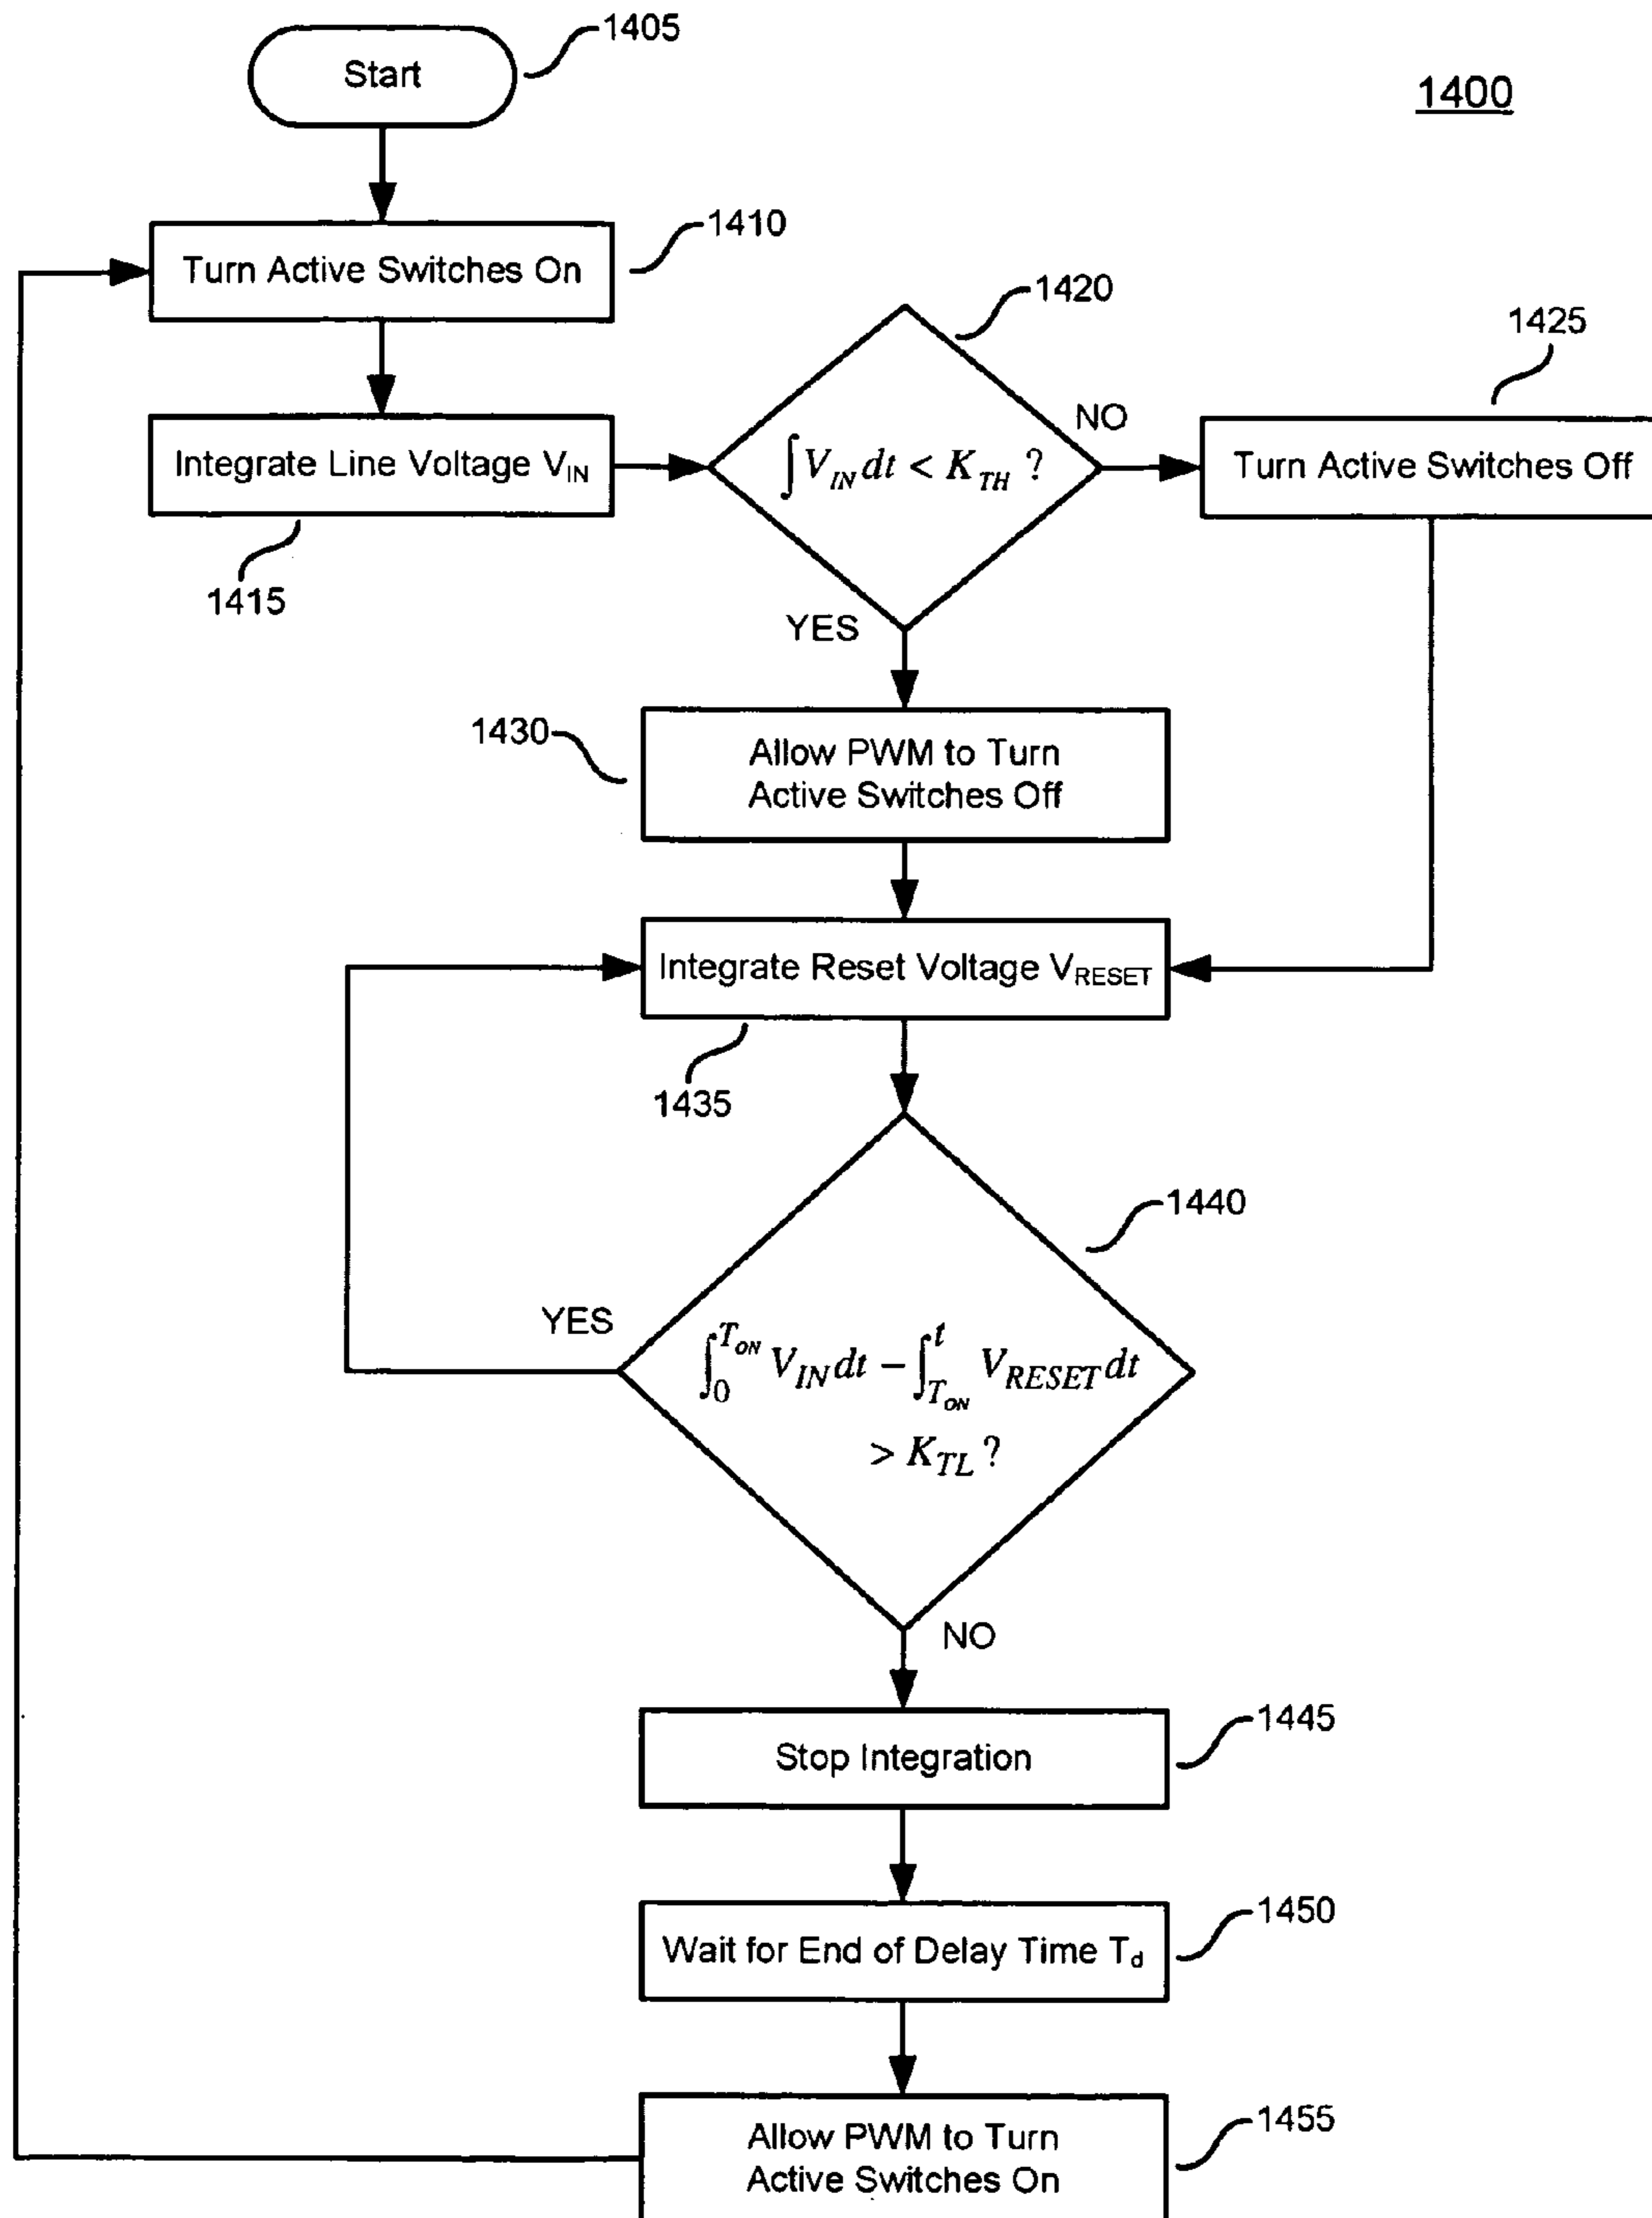 1405
Start
1400
1410
Turn Active Switches On
1420
1425
NO
Integrate Line Voltage V_IN
∫ V_IN dt < K_TH ?
Turn Active Switches Off
1415
YES
1430
Allow PWM to Turn
Active Switches Off
Integrate Reset Voltage V_RESET
1435
1440
YES
∫_0^{T_ON} V_IN dt − ∫_{T_ON}^t V_RESET dt
> K_TL ?
NO
1445
Stop Integration
1450
Wait for End of Delay Time T_d
1455
Allow PWM to Turn
Active Switches On